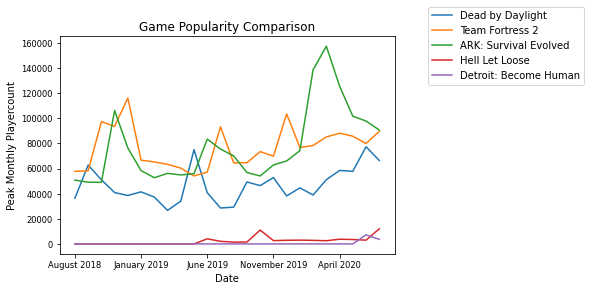 Game Popularity Comparison
Dead by Daylight
Team Fortress 2
ARK: Survival Evolved
Hell Let Loose
Detroit: Become Human
Peak Monthly Playercount
160000
140000
120000
100000
80000
60000
40000
20000
0
August 2018 January 2019 June 2019 November 2019 April 2020
Date